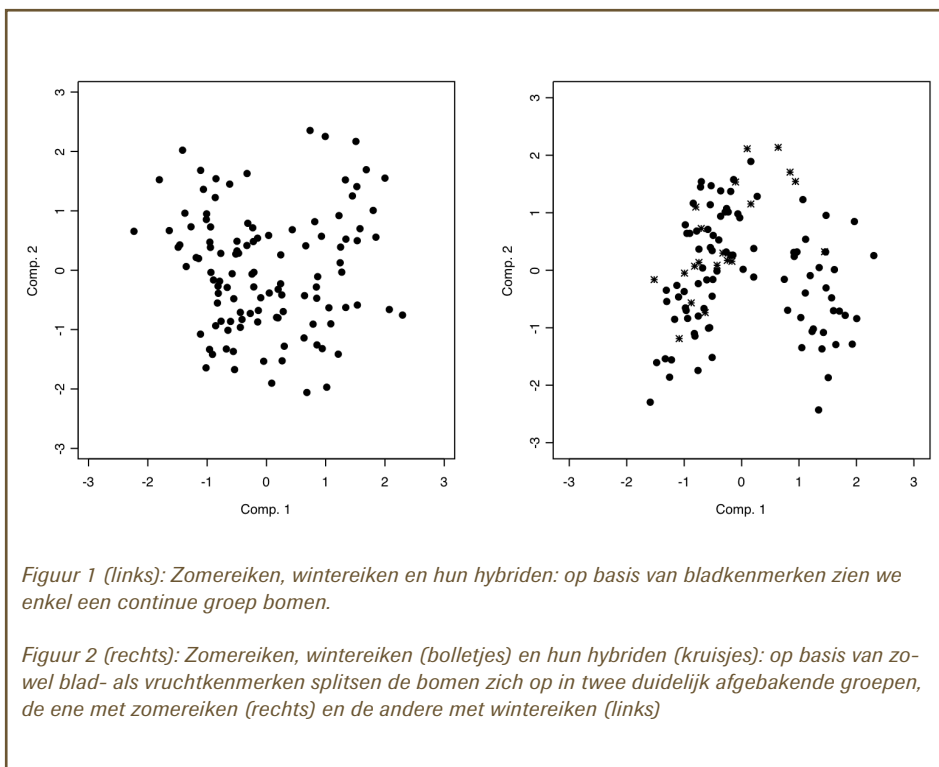 3
2
1
0
-1
-2
-3
Comp. 2
-3 -2 -1 0 1 2 3
Comp. 1
3
2
1
0
-1
-2
-3
Comp. 2
-3 -2 -1 0 1 2 3
Comp. 1
Figuur 1 (links): Zomereiken, wintereiken en hun hybriden: op basis van bladkenmerken zien we
enkel een continue groep bomen.
Figuur 2 (rechts): Zomereiken, wintereiken (bolletjes) en hun hybriden (kruisjes): op basis van zo-
wel blad- als vruchtkenmerken splitsen de bomen zich op in twee duidelijk afgebakende groepen,
de ene met zomereiken (rechts) en de andere met wintereiken (links)